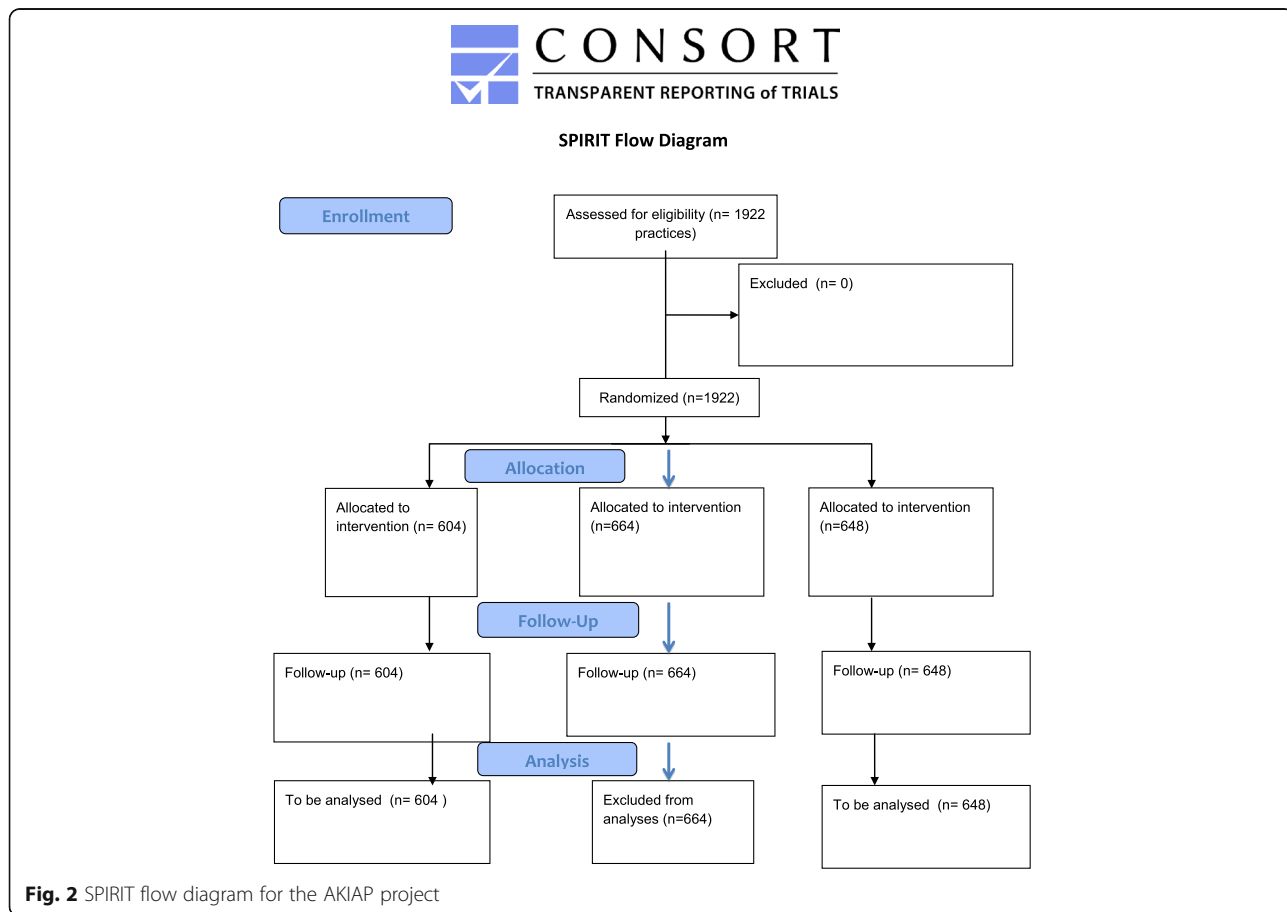 CONSORT
TRANSPARENT REPORTING of TRIALS
SPIRIT Flow Diagram
Enrollment
Assessed for eligibility (n= 1922
practices)
Excluded (n= 0)
Randomized (n=1922)
Allocation
Allocated to
intervention (n= 604)
Allocated to intervention
(n=664)
Allocated to intervention
(n=648)
Follow-Up
Follow-up (n= 604)
Follow-up (n= 664)
Follow-up (n= 648)
Analysis
To be analysed (n= 604 )
Excluded from
analyses (n=664)
To be analysed (n= 648)
Fig. 2 SPIRIT flow diagram for the AKIAP project